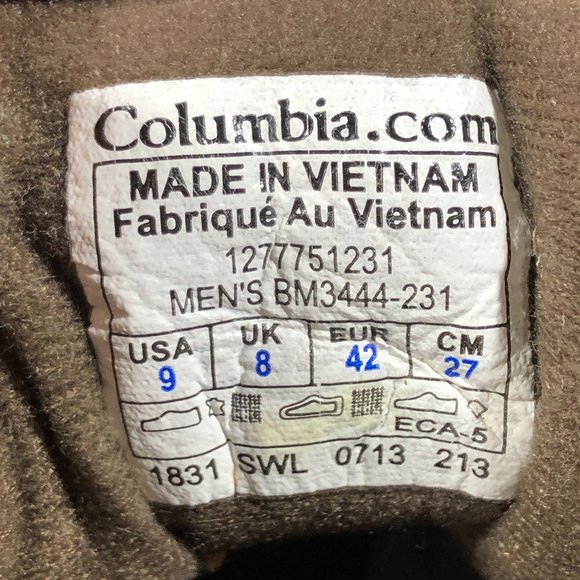 Columbia.com
MADE IN VIETNAM
Fabriqué Au Vietnam
1277751231
MEN'S BM3444-231
USA UK EUR CM
9 8 42 27
ECA-5
1831 SWL 0713 213